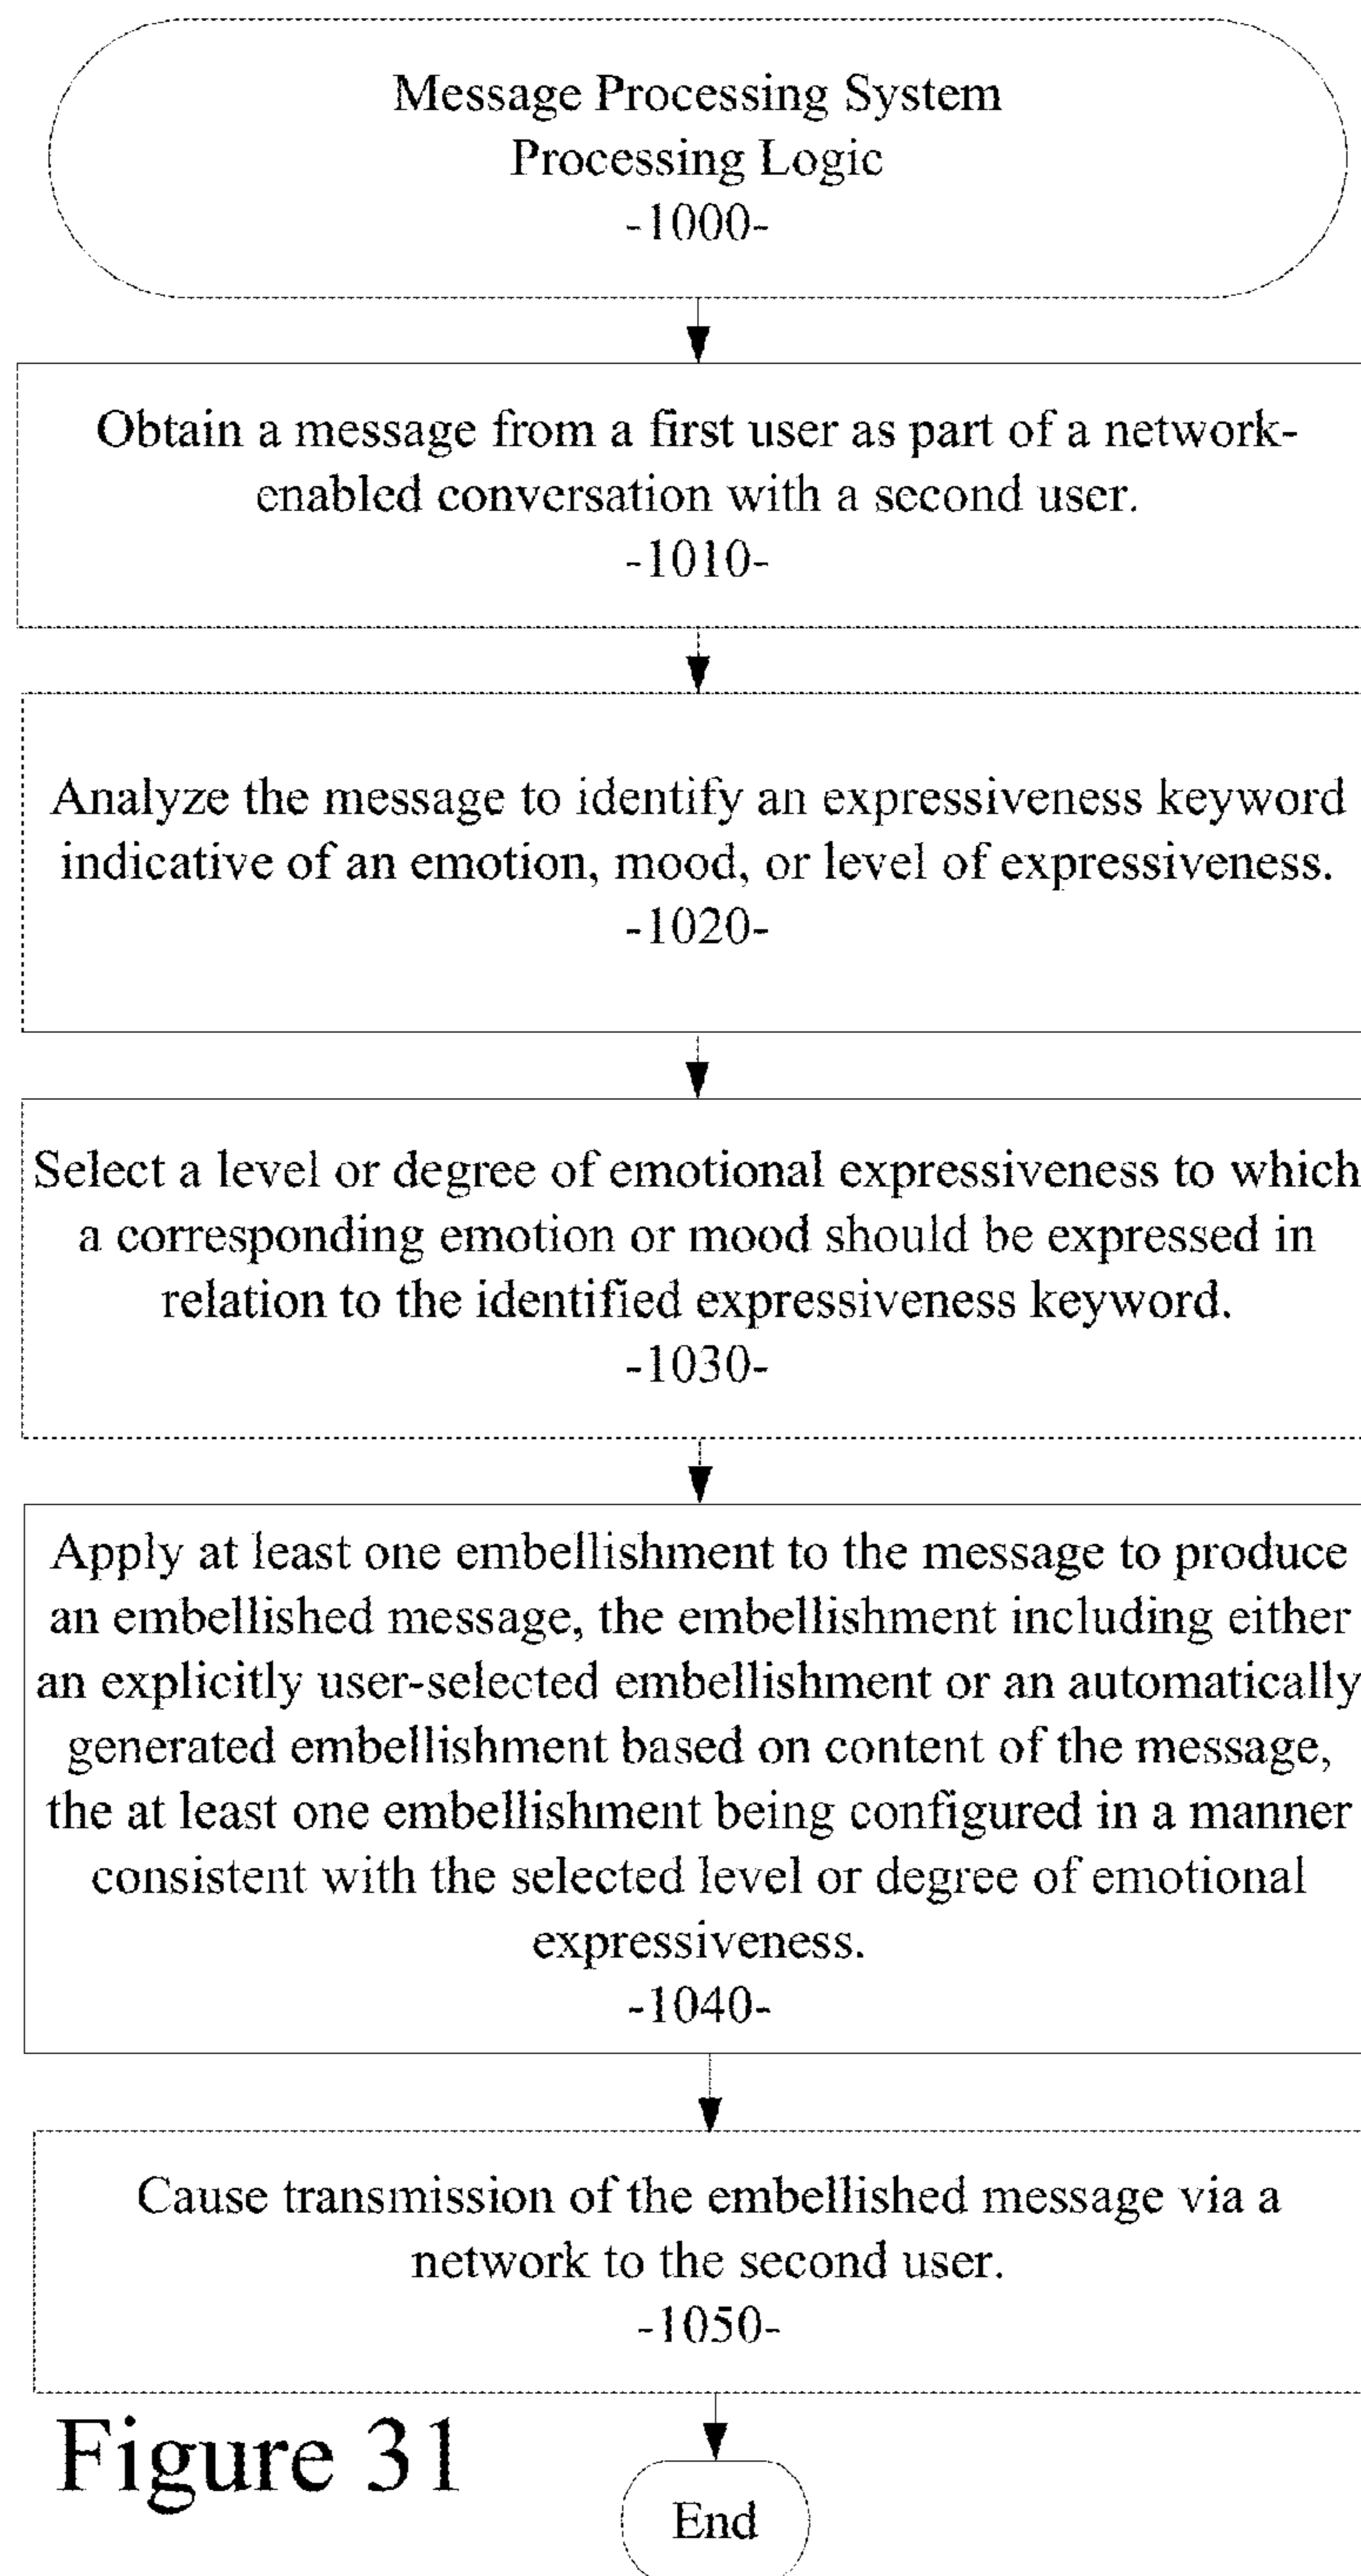 Message Processing System
Processing Logic
-1000-
Obtain a message from a first user as part of a network-
enabled conversation with a second user.
-1010-
Analyze the message to identify an expressiveness keyword
indicative of an emotion, mood, or level of expressiveness.
-1020-
Select a level or degree of emotional expressiveness to which
a corresponding emotion or mood should be expressed in
relation to the identified expressiveness keyword.
-1030-
Apply at least one embellishment to the message to produce
an embellished message, the embellishment including either
an explicitly user-selected embellishment or an automatically
generated embellishment based on content of the message,
the at least one embellishment being configured in a manner
consistent with the selected level or degree of emotional
expressiveness.
-1040-
Cause transmission of the embellished message via a
network to the second user.
-1050-
Figure 31
End